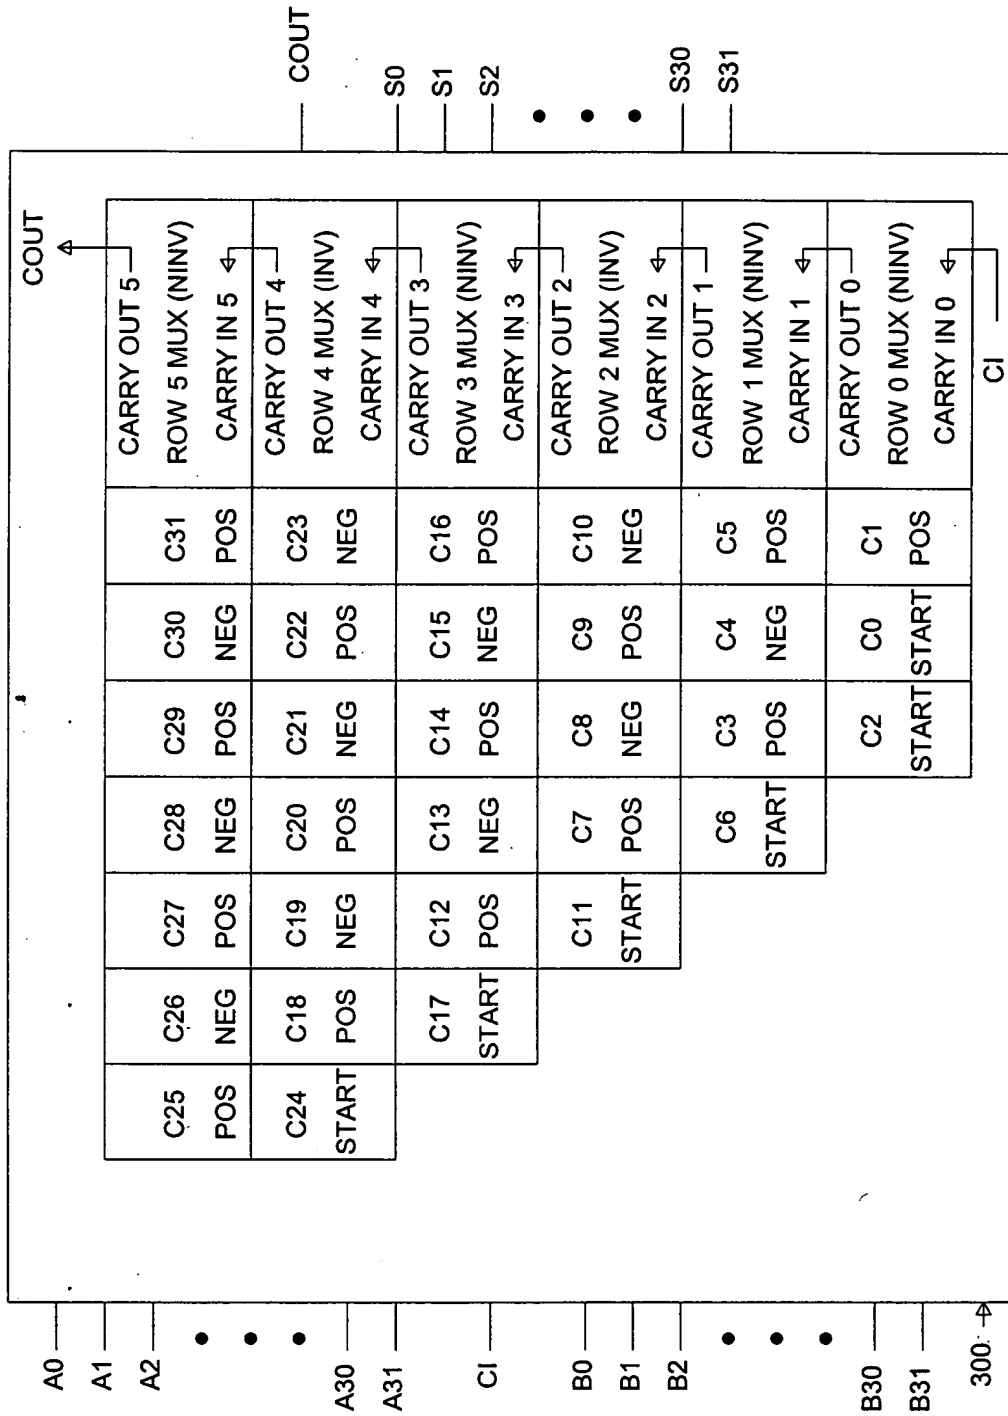 COUT
COUT
S0
S1
S2
S30
S31
CARRY OUT 5
ROW 5 MUX (NINV)
CARRY IN 5
C31
POS
C30
NEG
C29
POS
C28
NEG
C27
POS
C26
NEG
C25
POS
CARRY OUT 4
ROW 4 MUX (INV)
CARRY IN 4
C23
NEG
C22
POS
C21
NEG
C20
POS
C19
NEG
C18
POS
C24
START
CARRY OUT 3
ROW 3 MUX (NINV)
CARRY IN 3
C16
POS
C15
NEG
C14
POS
C13
NEG
C12
POS
C17
START
CARRY OUT 2
ROW 2 MUX (INV)
CARRY IN 2
C10
NEG
C9
POS
C8
NEG
C7
POS
C11
START
CARRY OUT 1
ROW 1 MUX (NINV)
CARRY IN 1
C5
POS
C4
NEG
C3
POS
C6
START
CARRY OUT 0
ROW 0 MUX (NINV)
CARRY IN 0
C1
POS
C0
START
C2
START
CI
A0
A1
A2
A30
A31
CI
B0
B1
B2
B30
B31
300